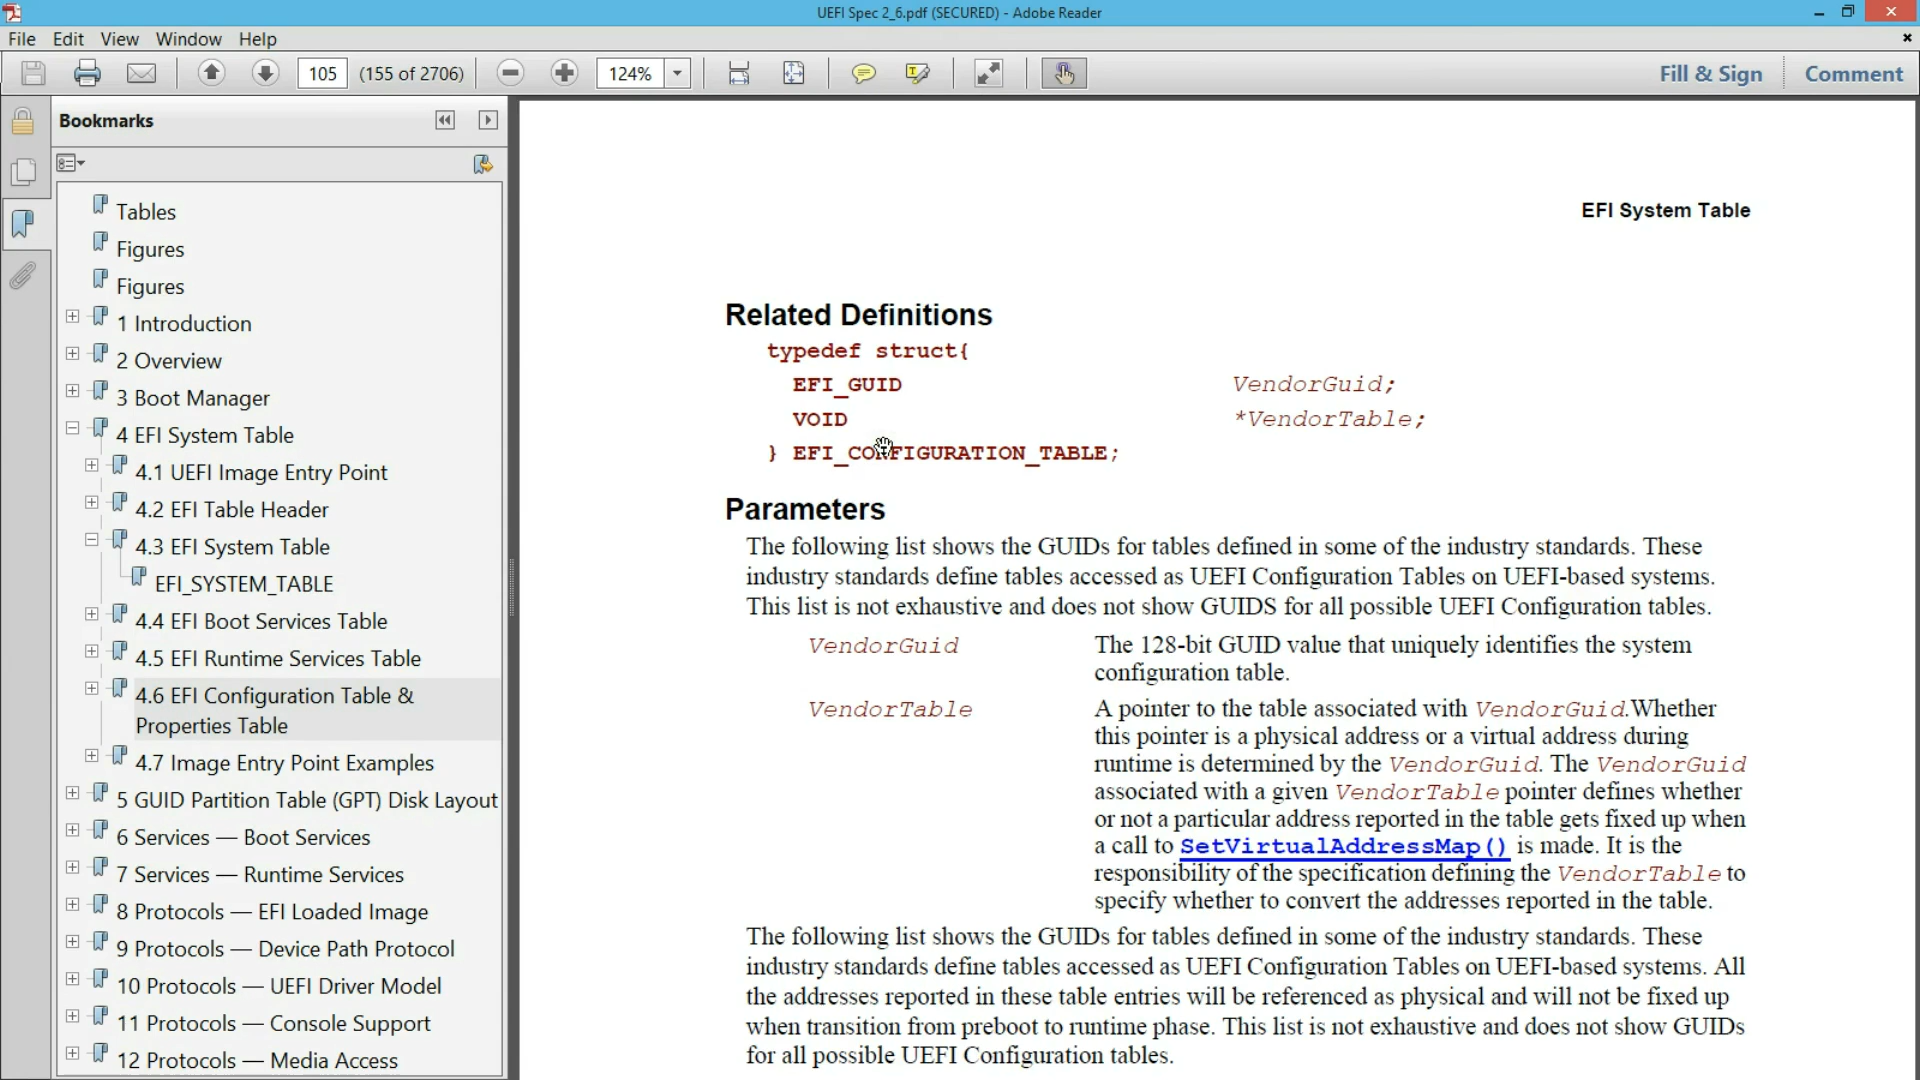 UEFI Spec 2_6.pdf (SECURED) - Adobe Reader
File Edit View Window Help
105 (155 of 2706) 124% Fill & Sign Comment
Bookmarks
Tables
Figures
Figures
1 Introduction
2 Overview
3 Boot Manager
4 EFI System Table
4.1 UEFI Image Entry Point
4.2 EFI Table Header
4.3 EFI System Table
EFI_SYSTEM_TABLE
4.4 EFI Boot Services Table
4.5 EFI Runtime Services Table
4.6 EFI Configuration Table &
Properties Table
4.7 Image Entry Point Examples
5 GUID Partition Table (GPT) Disk Layout
6 Services — Boot Services
7 Services — Runtime Services
8 Protocols — EFI Loaded Image
9 Protocols — Device Path Protocol
10 Protocols — UEFI Driver Model
11 Protocols — Console Support
12 Protocols — Media Access
EFI System Table
Related Definitions
typedef struct{
EFI_GUID VendorGuid;
VOID *VendorTable;
} EFI_CONFIGURATION_TABLE;
Parameters
The following list shows the GUIDs for tables defined in some of the industry standards. These
industry standards define tables accessed as UEFI Configuration Tables on UEFI-based systems.
This list is not exhaustive and does not show GUIDS for all possible UEFI Configuration tables.
VendorGuid The 128-bit GUID value that uniquely identifies the system
configuration table.
VendorTable A pointer to the table associated with VendorGuid.Whether
this pointer is a physical address or a virtual address during
runtime is determined by the VendorGuid. The VendorGuid
associated with a given VendorTable pointer defines whether
or not a particular address reported in the table gets fixed up when
a call to SetVirtualAddressMap() is made. It is the
responsibility of the specification defining the VendorTable to
specify whether to convert the addresses reported in the table.
The following list shows the GUIDs for tables defined in some of the industry standards. These
industry standards define tables accessed as UEFI Configuration Tables on UEFI-based systems. All
the addresses reported in these table entries will be referenced as physical and will not be fixed up
when transition from preboot to runtime phase. This list is not exhaustive and does not show GUIDs
for all possible UEFI Configuration tables.